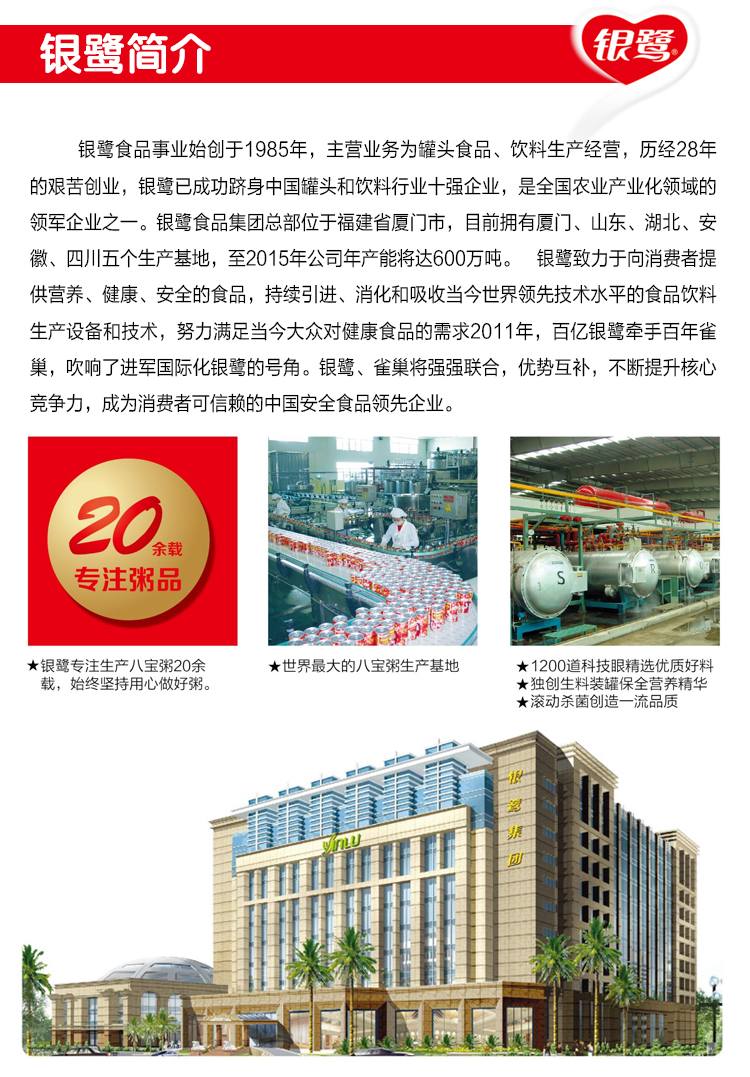 银鹭简介
银鹭®
银鹭食品事业始创于1985年，主营业务为罐头食品、饮料生产经营，历经28年
的艰苦创业，银鹭已成功跻身中国罐头和饮料行业十强企业，是全国农业产业化领域的
领军企业之一。银鹭食品集团总部位于福建省厦门市，目前拥有厦门、山东、湖北、安
徽、四川五个生产基地，至2015年公司年产能将达600万吨。 银鹭致力于向消费者提
供营养、健康、安全的食品，持续引进、消化和吸收当今世界领先技术水平的食品饮料
生产设备和技术，努力满足当今大众对健康食品的需求2011年，百亿银鹭牵手百年雀
巢，吹响了进军国际化银鹭的号角。银鹭、雀巢将强强联合，优势互补，不断提升核心
竞争力，成为消费者可信赖的中国安全食品领先企业。
20余载
专注粥品
S
R
★银鹭专注生产八宝粥20余
载，始终坚持用心做好粥。
★世界最大的八宝粥生产基地
★1200道科技眼精选优质好料
★独创生料装罐保全营养精华
★滚动杀菌创造一流品质
银鹭集团
YINLU